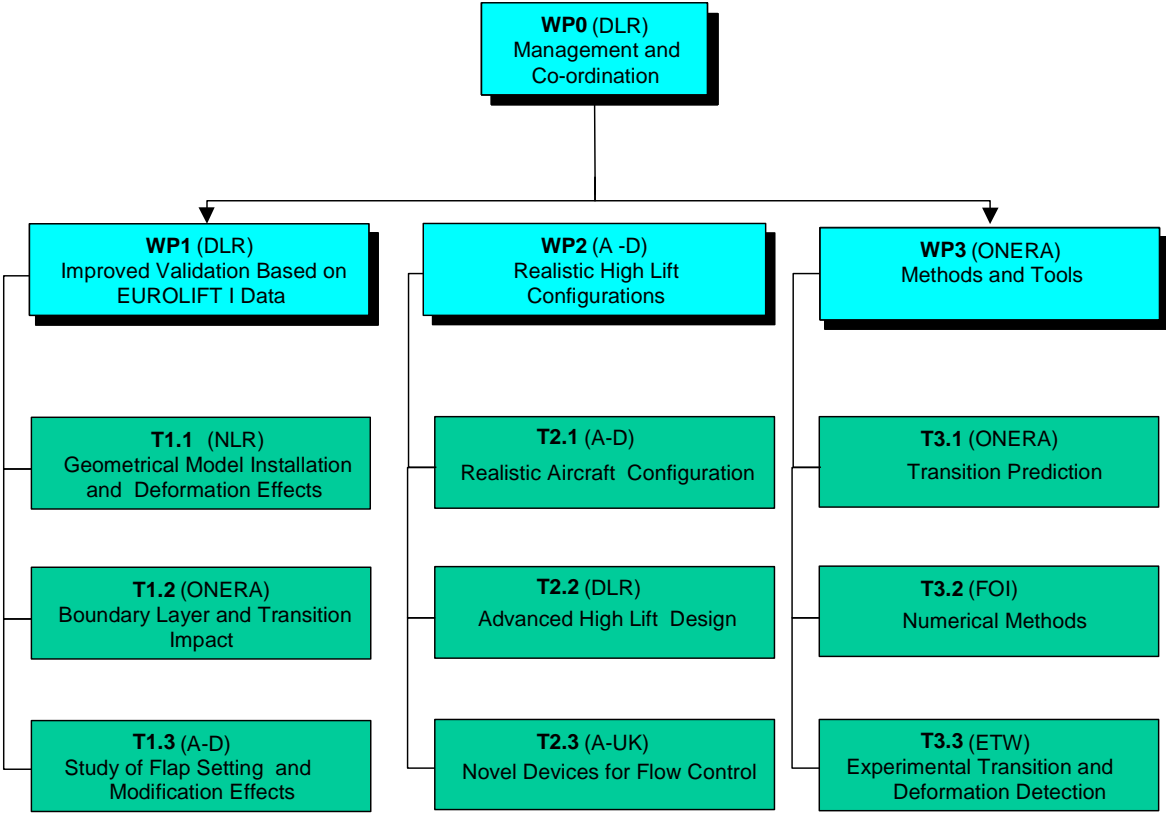 WP0 (DLR)
Management and
Co-ordination
WP1 (DLR)
Improved Validation Based on
EUROLIFT I Data
WP2 (A -D)
Realistic High Lift
Configurations
WP3 (ONERA)
Methods and Tools
T1.1 (NLR)
Geometrical Model Installation
and Deformation Effects
T2.1 (A-D)
Realistic Aircraft Configuration
T3.1 (ONERA)
Transition Prediction
T1.2 (ONERA)
Boundary Layer and Transition
Impact
T2.2 (DLR)
Advanced High Lift Design
T3.2 (FOI)
Numerical Methods
T1.3 (A-D)
Study of Flap Setting and
Modification Effects
T2.3 (A-UK)
Novel Devices for Flow Control
T3.3 (ETW)
Experimental Transition and
Deformation Detection